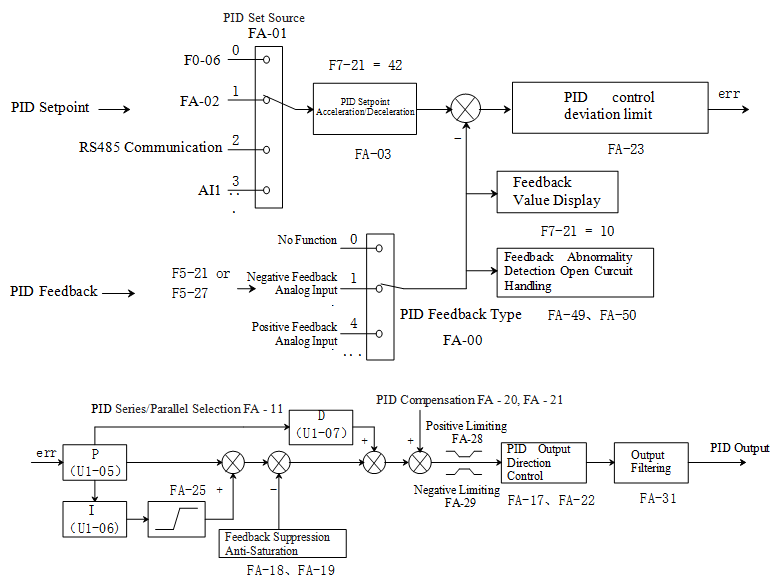 PID Set Source
FA-01
0
F0-06
F7-21 = 42
1
FA-02
PID Setpoint
PID Setpoint
Acceleration/Deceleration
PID control
deviation limit
err
−
2
RS485 Communication
FA-03
FA-23
3
AI1
. .
.
Feedback
Value Display
F7-21 = 10
0
No Function
Feedback Abnormality
Detection Open Curcuit
Handling
F5-21 or
F5-27
PID Feedback
1
Negative Feedback
Analog Input
.
PID Feedback Type
FA-00
FA-49、FA-50
4
Positive Feedback
Analog Input
. . .
PID Compensation FA - 20, FA - 21
PID Series/Parallel Selection FA - 11
D
(U1-07)
+
+
Positive Limiting
FA-28
err
P
(U1-05)
PID Output
Direction
Control
Output
Filtering
PID Output
FA-25
+
−
Negative Limiting
FA-29
FA-17、FA-22
FA-31
I
(U1-06)
Feedback Suppression
Anti-Saturation
FA-18、FA-19